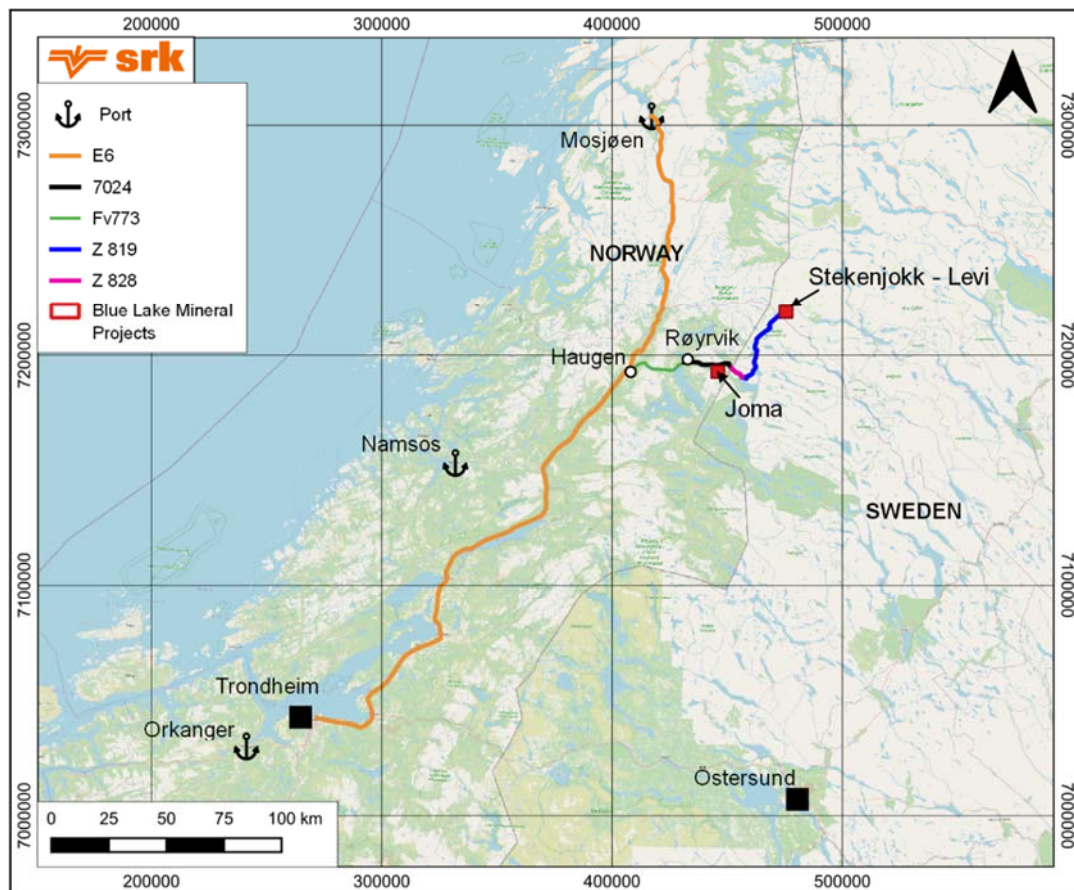 200000 300000 400000 500000
srk
Port
E6
7024
Fv773
Z 819
Z 828
Blue Lake Mineral
Projects
7300000
7200000
7100000
7000000
7300000
7200000
7100000
7000000
Mosjøen
NORWAY
Stekenjokk - Levi
Røyrvik
Haugen
Joma
Namsos
SWEDEN
Trondheim
Orkanger
Östersund
0 25 50 75 100 km
200000 300000 400000 500000